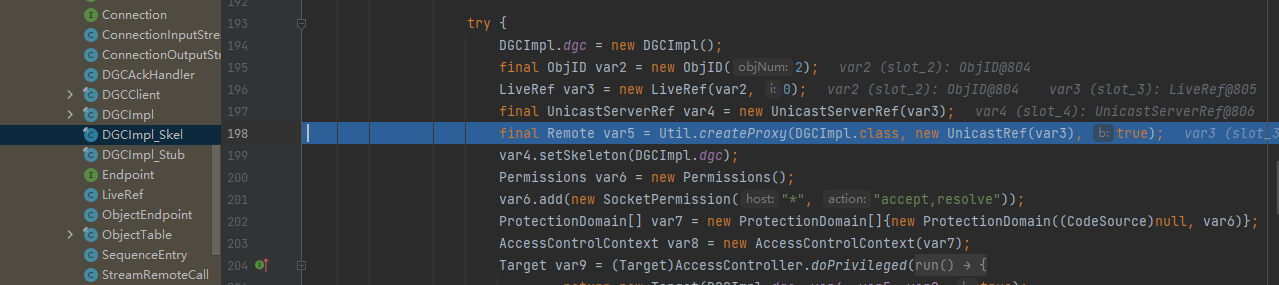 Connection
ConnectionInputStre
ConnectionOutputStr
DGCAckHandler
DGCClient
DGCImpl
DGCImpl_Skel
DGCImpl_Stub
Endpoint
LiveRef
ObjectEndpoint
ObjectTable
SequenceEntry
StreamRemoteCall
192
193 try {
194 DGCImpl.dgc = new DGCImpl();
195 final ObjID var2 = new ObjID( objNum: 2); var2 (slot_2): ObjID@804
196 LiveRef var3 = new LiveRef(var2, i: 0); var2 (slot_2): ObjID@804 var3 (slot_3): LiveRef@805
197 final UnicastServerRef var4 = new UnicastServerRef(var3); var4 (slot_4): UnicastServerRef@806
198 final Remote var5 = Util.createProxy(DGCImpl.class, new UnicastRef(var3), b: true); var3 (slot_3
199 var4.setSkeleton(DGCImpl.dgc);
200 Permissions var6 = new Permissions();
201 var6.add(new SocketPermission( host: "*", action: "accept,resolve"));
202 ProtectionDomain[] var7 = new ProtectionDomain[]{new ProtectionDomain((CodeSource)null, var6)};
203 AccessControlContext var8 = new AccessControlContext(var7);
204 Target var9 = (Target)AccessController.doPrivileged(run() → {